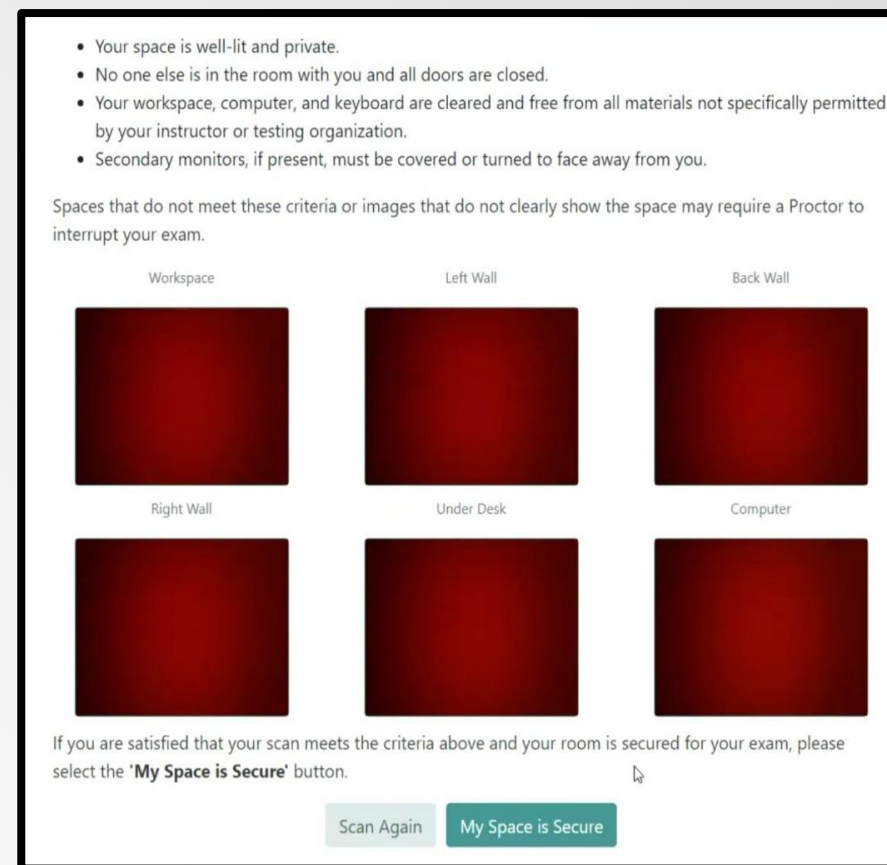 • Your space is well-lit and private.
• No one else is in the room with you and all doors are closed.
• Your workspace, computer, and keyboard are cleared and free from all materials not specifically permitted
by your instructor or testing organization.
• Secondary monitors, if present, must be covered or turned to face away from you.
Spaces that do not meet these criteria or images that do not clearly show the space may require a Proctor to
interrupt your exam.
Workspace Left Wall Back Wall
Right Wall Under Desk Computer
If you are satisfied that your scan meets the criteria above and your room is secured for your exam, please
select the 'My Space is Secure' button.
Scan Again My Space is Secure